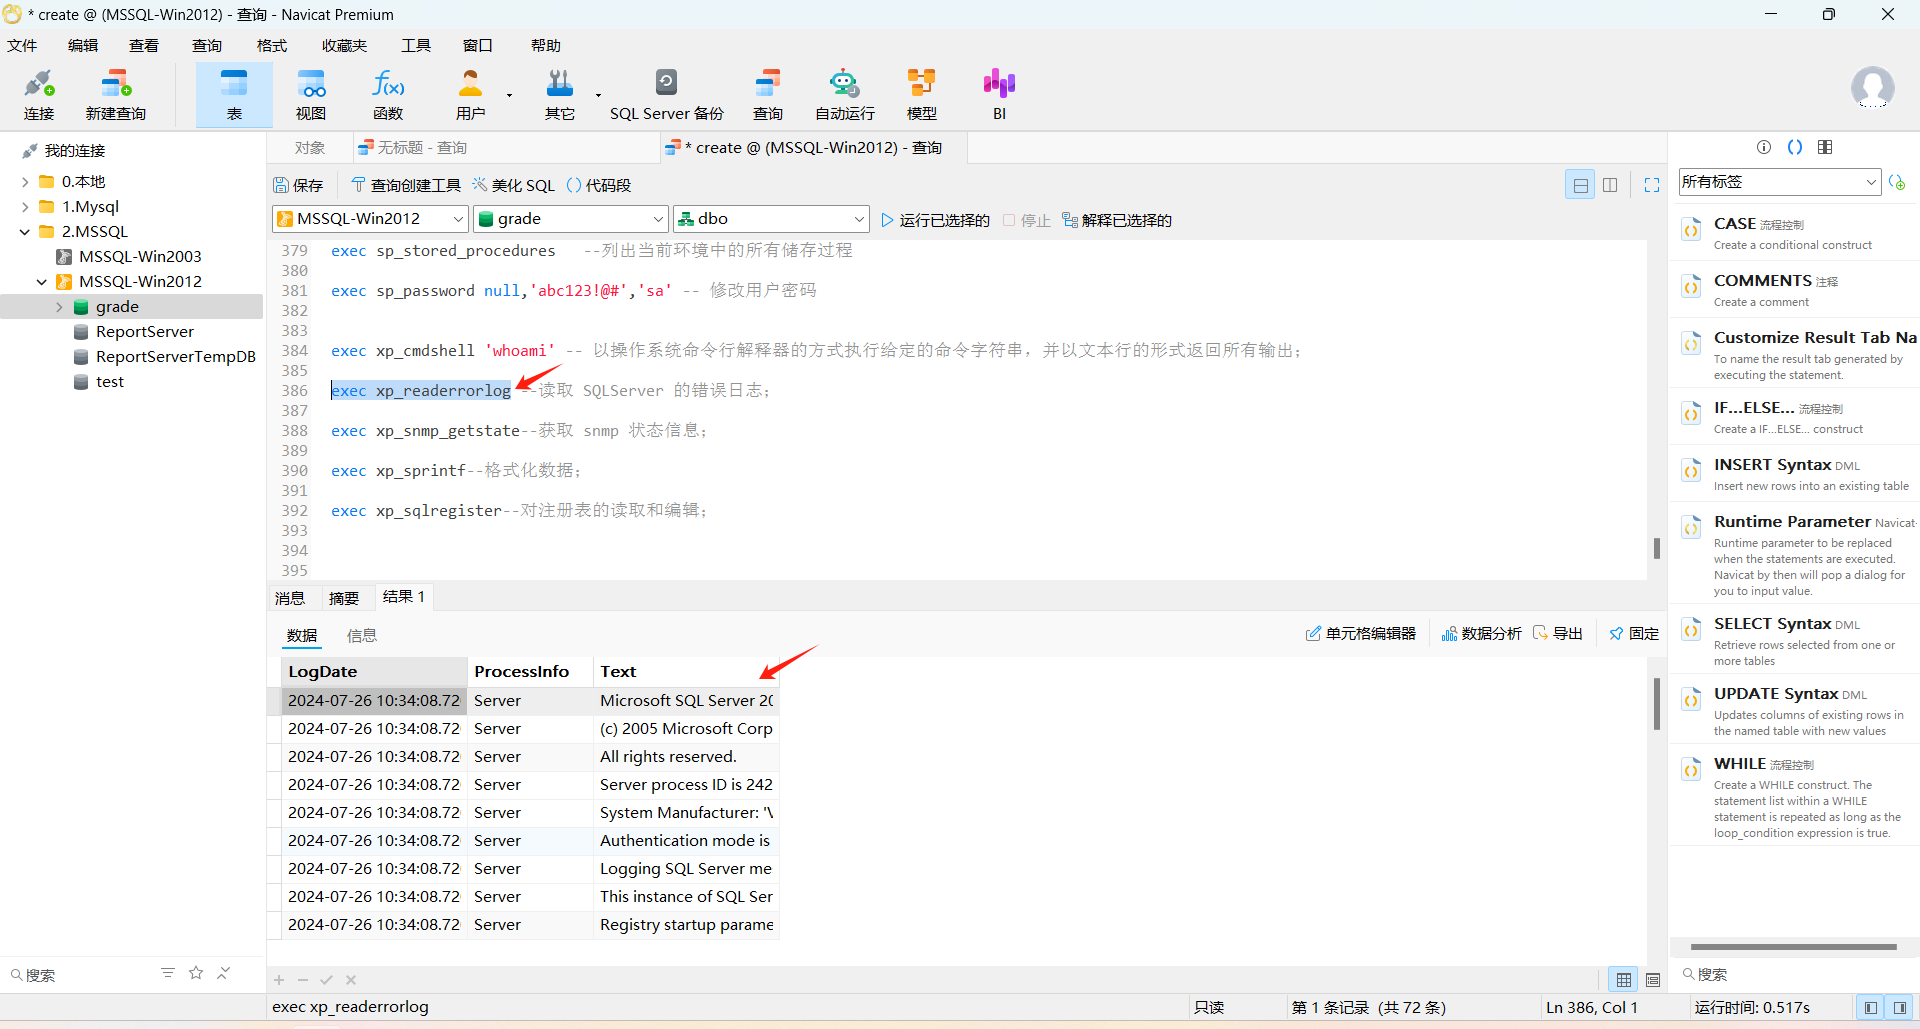 * create @ (MSSQL-Win2012) - 查询 - Navicat Premium
文件 编辑 查看 查询 格式 收藏夹 工具 窗口 帮助
连接 新建查询 表 视图 函数 用户 其它 SQL Server 备份 查询 自动运行 模型 BI
我的连接
0.本地
1.Mysql
2.MSSQL
MSSQL-Win2003
MSSQL-Win2012
grade
ReportServer
ReportServerTempDB
test
搜索
对象 无标题 - 查询 * create @ (MSSQL-Win2012) - 查询
保存 查询创建工具 美化 SQL 代码段
MSSQL-Win2012 grade dbo 运行已选择的 停止 解释已选择的
379 exec sp_stored_procedures --列出当前环境中的所有储存过程
380
381 exec sp_password null,'abc123!@#','sa' -- 修改用户密码
382
383
384 exec xp_cmdshell 'whoami' -- 以操作系统命令行解释器的方式执行给定的命令字符串，并以文本行的形式返回所有输出；
385
386 exec xp_readerrorlog --读取 SQLServer 的错误日志；
387
388 exec xp_snmp_getstate--获取 snmp 状态信息；
389
390 exec xp_sprintf--格式化数据；
391
392 exec xp_sqlregister--对注册表的读取和编辑；
393
394
395
消息 摘要 结果 1
数据 信息 单元格编辑器 数据分析 导出 固定
LogDate ProcessInfo Text
2024-07-26 10:34:08.72 Server Microsoft SQL Server 20
2024-07-26 10:34:08.72 Server (c) 2005 Microsoft Corp
2024-07-26 10:34:08.72 Server All rights reserved.
2024-07-26 10:34:08.72 Server Server process ID is 242
2024-07-26 10:34:08.72 Server System Manufacturer: 'V
2024-07-26 10:34:08.72 Server Authentication mode is
2024-07-26 10:34:08.72 Server Logging SQL Server me
2024-07-26 10:34:08.72 Server This instance of SQL Ser
2024-07-26 10:34:08.72 Server Registry startup parame
exec xp_readerrorlog 只读 第 1 条记录 (共 72 条) Ln 386, Col 1 运行时间: 0.517s
所有标签
CASE 流程控制
Create a conditional construct
COMMENTS 注释
Create a comment
Customize Result Tab Na
To name the result tab generated by
executing the statement.
IF...ELSE... 流程控制
Create a IF...ELSE... construct
INSERT Syntax DML
Insert new rows into an existing table
Runtime Parameter Navicat
Runtime parameter to be replaced
when the statements are executed.
Navicat by then will pop a dialog for
you to input value.
SELECT Syntax DML
Retrieve rows selected from one or
more tables
UPDATE Syntax DML
Updates columns of existing rows in
the named table with new values
WHILE 流程控制
Create a WHILE construct. The
statement list within a WHILE
statement is repeated as long as the
loop_condition expression is true.
搜索